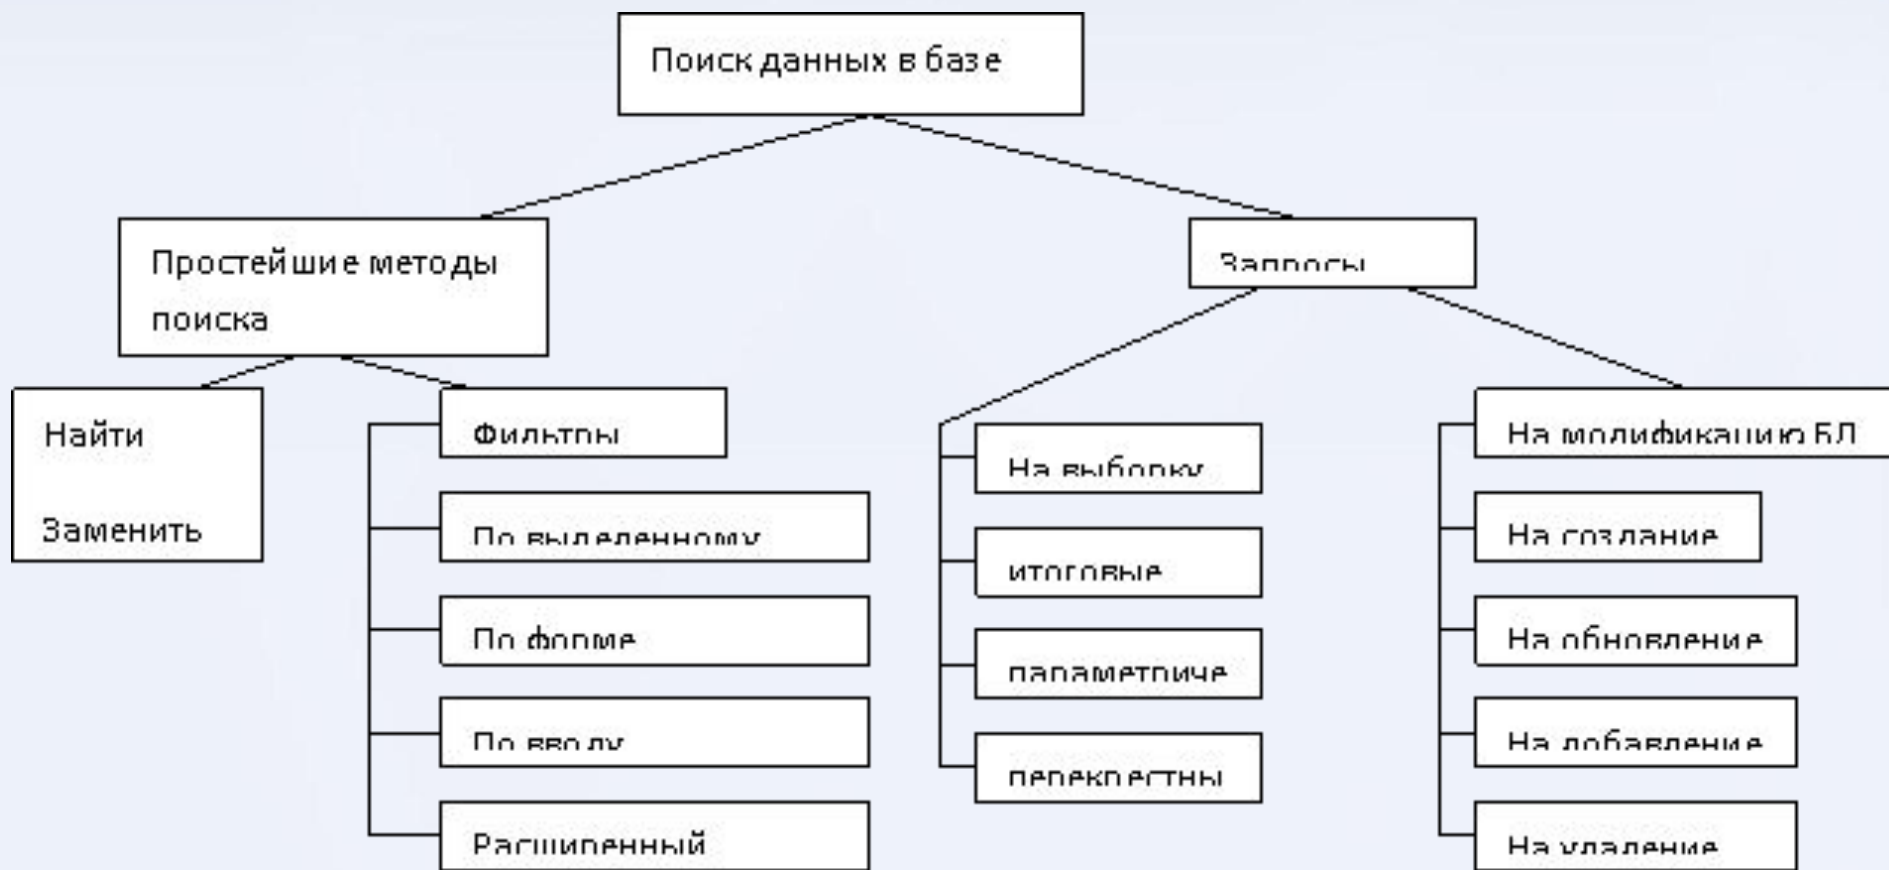 Поиск данных в базе
Простейшие методы
поиска
Запросы
Найти
Заменить
Фильтры
По выделенному
По форме
По вводу
Расширенный
На выборку
итоговые
параметриче
перекрестны
На модификацию БД
На создание
На обновление
На добавление
На удаление